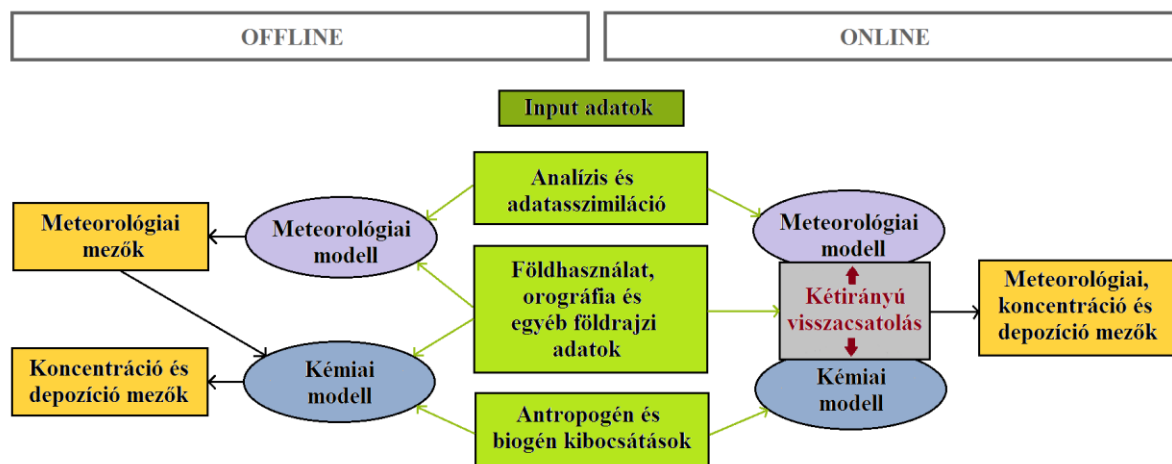 OFFLINE
ONLINE
Input adatok
Analízis és
adatasszimiláció
Meteorológiai
mezők
Meteorológiai
modell
Földhasználat,
orográfia és
egyéb földrajzi
adatok
Meteorológiai
modell
Kétirányú
visszacsatolás
Meteorológiai,
koncentráció és
depozíció mezők
Koncentráció és
depozíció mezők
Kémiai
modell
Antropogén és
biogén kibocsátások
Kémiai
modell